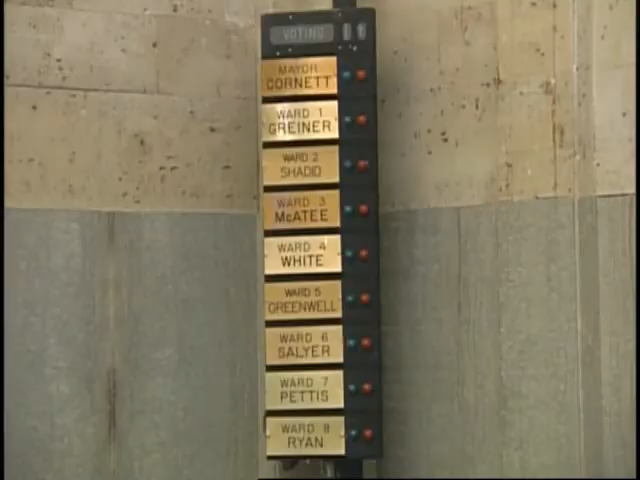 VOTING
MAYOR
CORNETT
WARD 1
GREINER
WARD 2
SHADID
WARD 3
McATEE
WARD 4
WHITE
WARD 5
GREENWELL
WARD 6
SALYER
WARD 7
PETTIS
WARD 8
RYAN